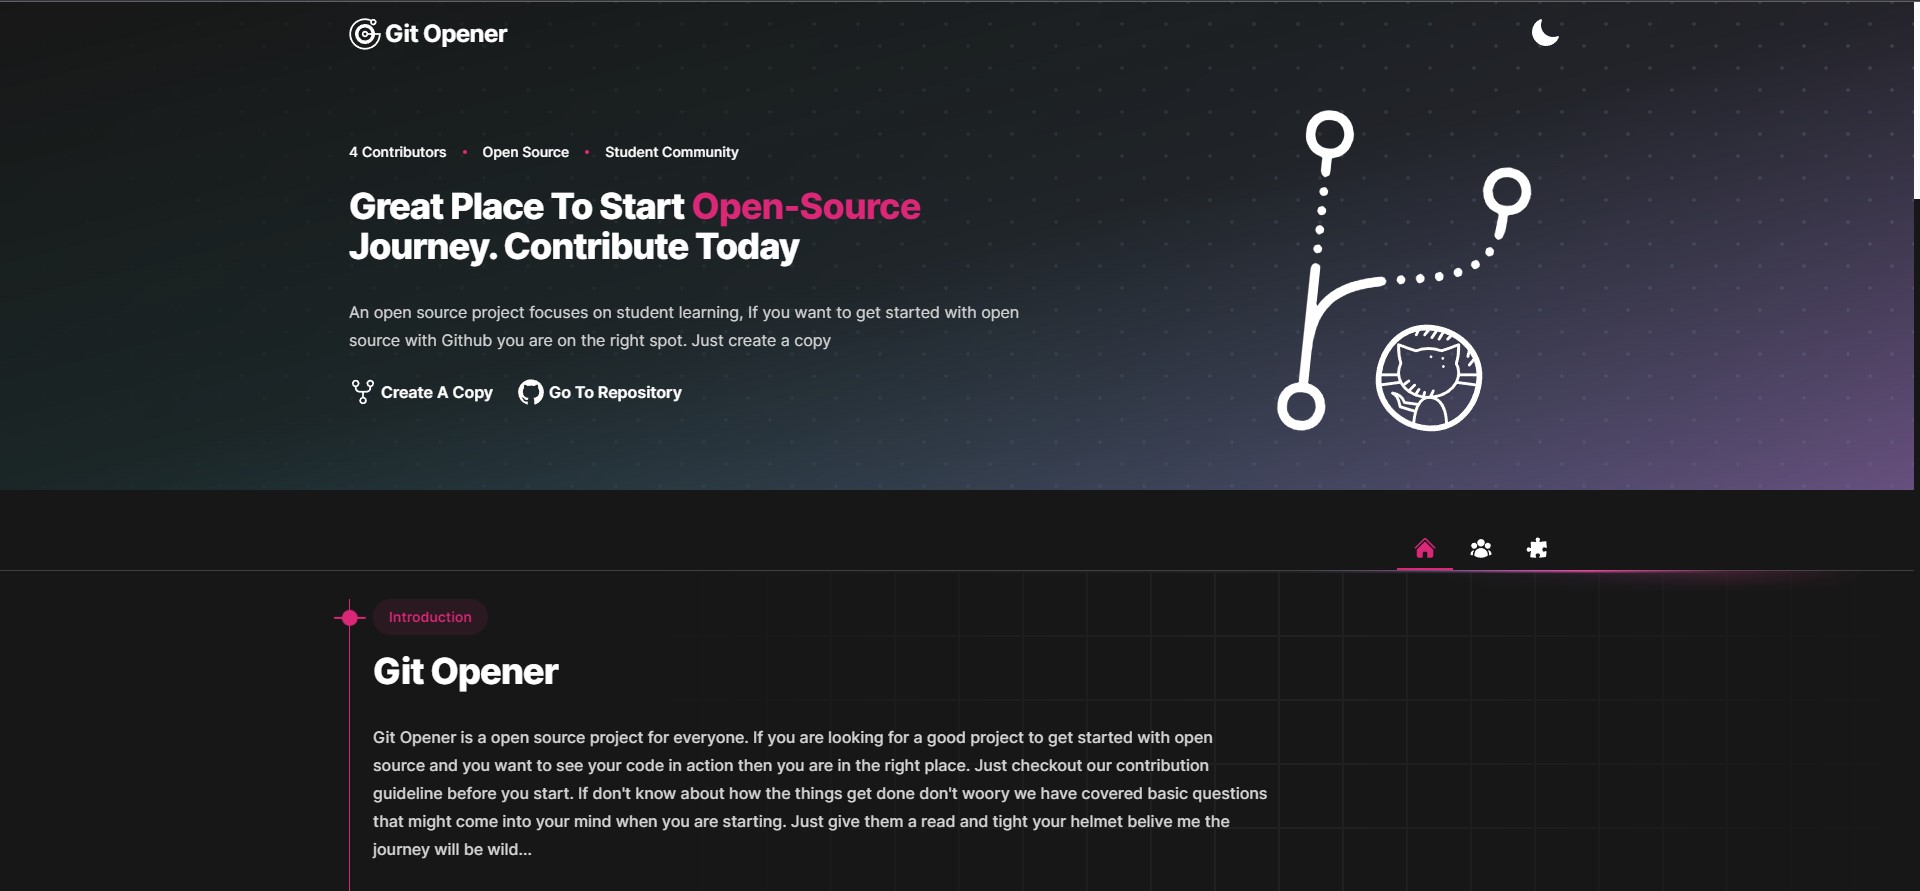 Git Opener
4 Contributors • Open Source • Student Community
Great Place To Start Open-Source
Journey. Contribute Today
An open source project focuses on student learning, If you want to get started with open
source with Github you are on the right spot. Just create a copy
Create A Copy Go To Repository
Introduction
Git Opener
Git Opener is a open source project for everyone. If you are looking for a good project to get started with open
source and you want to see your code in action then you are in the right place. Just checkout our contribution
guideline before you start. If don't know about how the things get done don't woory we have covered basic questions
that might come into your mind when you are starting. Just give them a read and tight your helmet belive me the
journey will be wild...